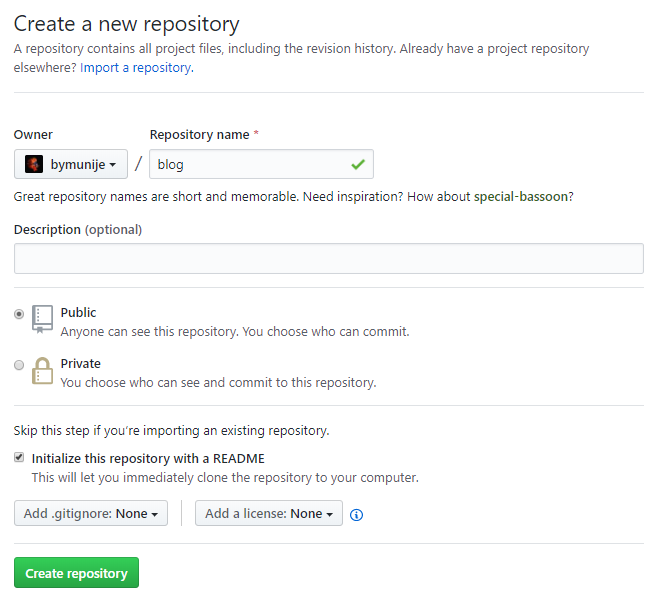 Create a new repository
A repository contains all project files, including the revision history. Already have a project repository
elsewhere? Import a repository.
Owner
Repository name *
bymunije / blog
Great repository names are short and memorable. Need inspiration? How about special-bassoon?
Description (optional)
Public
Anyone can see this repository. You choose who can commit.
Private
You choose who can see and commit to this repository.
Skip this step if you’re importing an existing repository.
Initialize this repository with a README
This will let you immediately clone the repository to your computer.
Add .gitignore: None
Add a license: None
Create repository